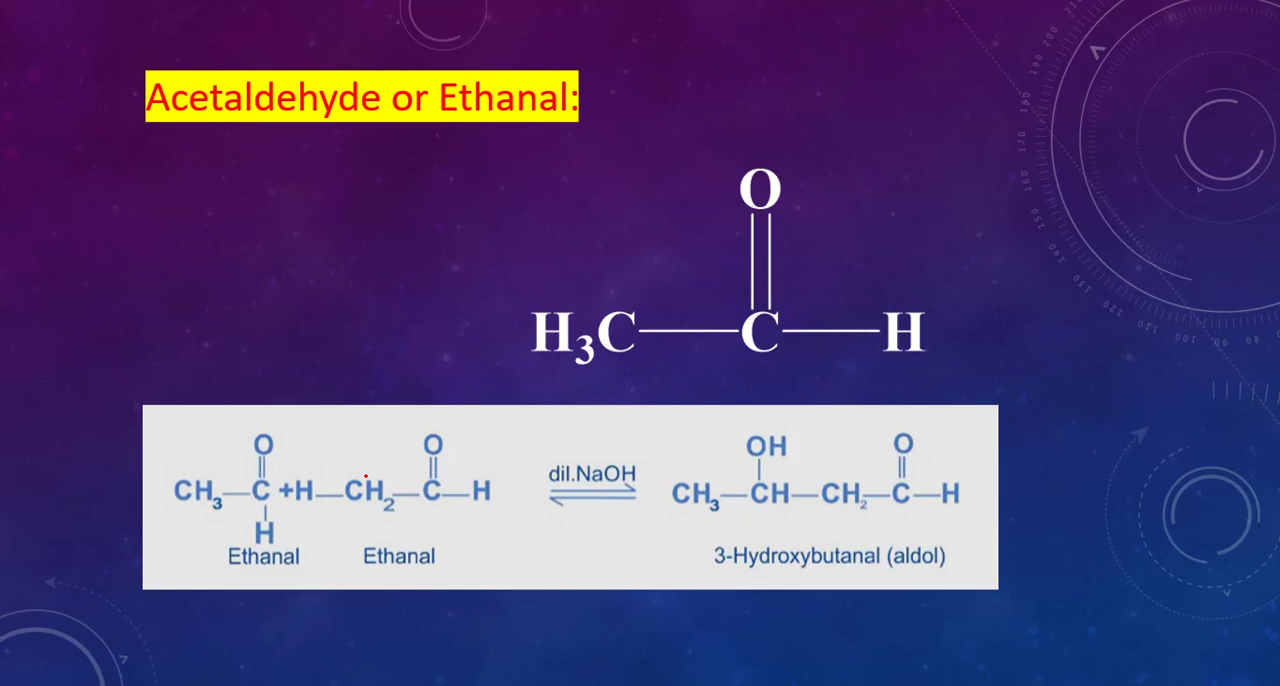 Acetaldehyde or Ethanal:
O
H₃C—C—H
O O
CH₃—C +H—CH₂—C—H
H
Ethanal Ethanal
dil.NaOH
OH O
CH₃—CH—CH₂—C—H
3-Hydroxybutanal (aldol)